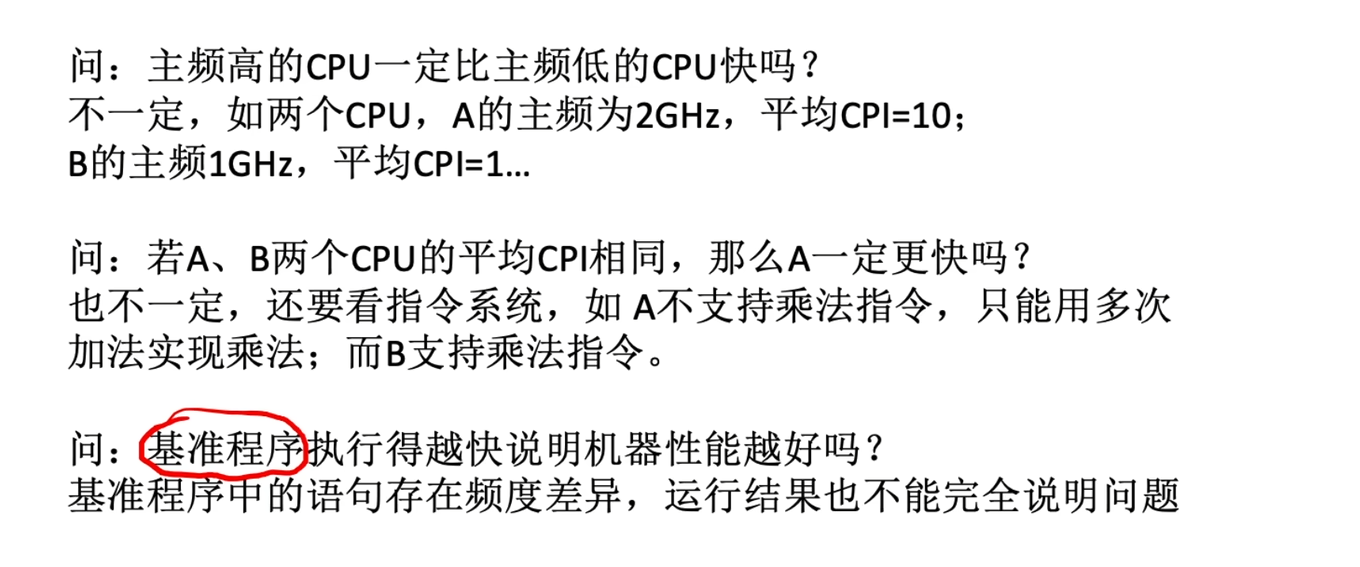 问：主频高的CPU一定比主频低的CPU快吗？
不一定，如两个CPU，A的主频为2GHz，平均CPI=10；
B的主频1GHz，平均CPI=1...
问：若A、B两个CPU的平均CPI相同，那么A一定更快吗？
也不一定，还要看指令系统，如 A不支持乘法指令，只能用多次
加法实现乘法；而B支持乘法指令。
问：基准程序执行得越快说明机器性能越好吗？
基准程序中的语句存在频度差异，运行结果也不能完全说明问题